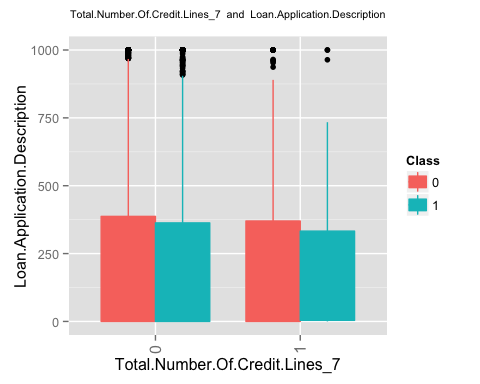 Total.Number.Of.Credit.Lines_7  and  Loan.Application.Description
1000
750
500
250
0
Loan.Application.Description
0
1
Total.Number.Of.Credit.Lines_7
Class
0
1